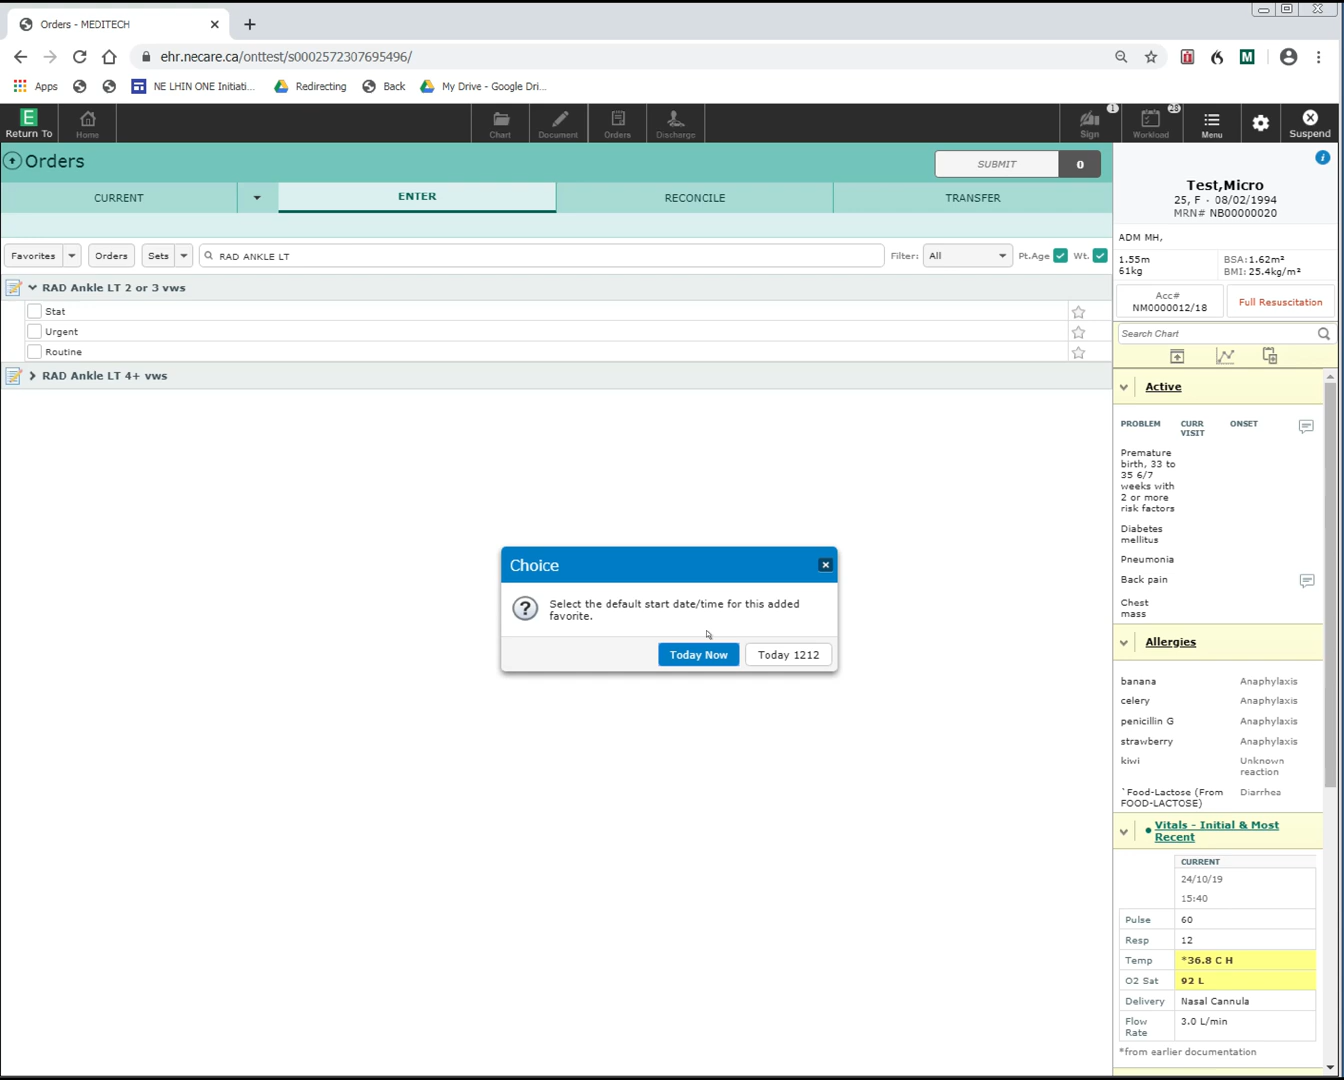 Orders - MEDITECH
ehr.necare.ca/onttest/s0002572307695496/
Apps
NE LHIN ONE Initiati...
Redirecting
Back
My Drive - Google Dri...
M
E
Return To
Home
Chart
Document
Orders
Discharge
1
Sign
28
Workload
Menu
Suspend
Orders
SUBMIT
0
CURRENT
ENTER
RECONCILE
TRANSFER
Favorites
Orders
Sets
RAD ANKLE LT
Filter:
All
Pt.Age
Wt.
RAD Ankle LT 2 or 3 vws
Stat
Urgent
Routine
RAD Ankle LT 4+ vws
Choice
Select the default start date/time for this added
favorite.
Today Now
Today 1212
Test,Micro
25, F · 08/02/1994
MRN# NB00000020
ADM MH,
1.55m
61kg
BSA:1.62m²
BMI: 25.4kg/m²
Acc#
NM0000012/18
Full Resuscitation
Search Chart
Active
PROBLEM
CURR
VISIT
ONSET
Premature
birth, 33 to
35 6/7
weeks with
2 or more
risk factors
Diabetes
mellitus
Pneumonia
Back pain
Chest
mass
Allergies
banana Anaphylaxis
celery Anaphylaxis
penicillin G Anaphylaxis
strawberry Anaphylaxis
kiwi Unknown
reaction
`Food-Lactose (From Diarrhea
FOOD-LACTOSE)
Vitals - Initial & Most
Recent
CURRENT
24/10/19
15:40
Pulse 60
Resp 12
Temp *36.8 C H
O2 Sat 92 L
Delivery Nasal Cannula
Flow 3.0 L/min
Rate
*from earlier documentation